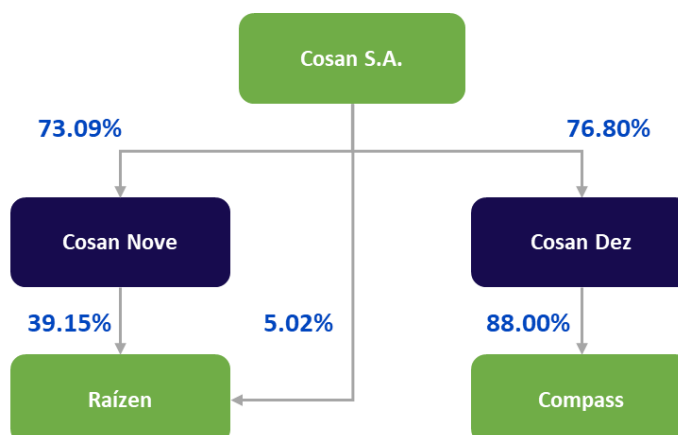 Cosan S.A.
73.09%
76.80%
Cosan Nove
Cosan Dez
39.15%
5.02%
88.00%
Raízen
Compass